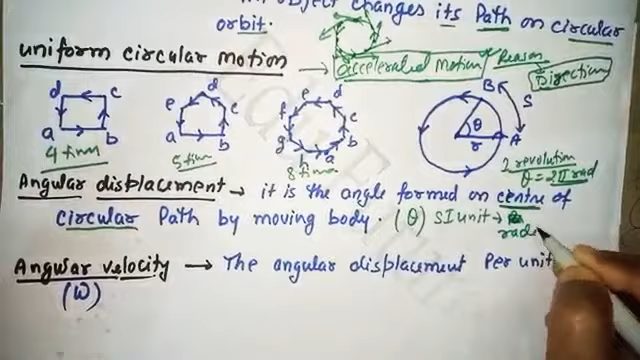 object changes its Path on circular
orbit.
uniform circular motion → accelerated motion Reason
Direction
d c
a b
4 time
d
e c
a b
5 time
e d
f c
g b
h a
8 time
B
S
θ
r A
2 revolution
θ = 2π rad
Angular displacement → it is the angle formed on centre of
circular Path by moving body. (θ) SI unit →
Angular velocity → The angular displacement Per unit
(W)